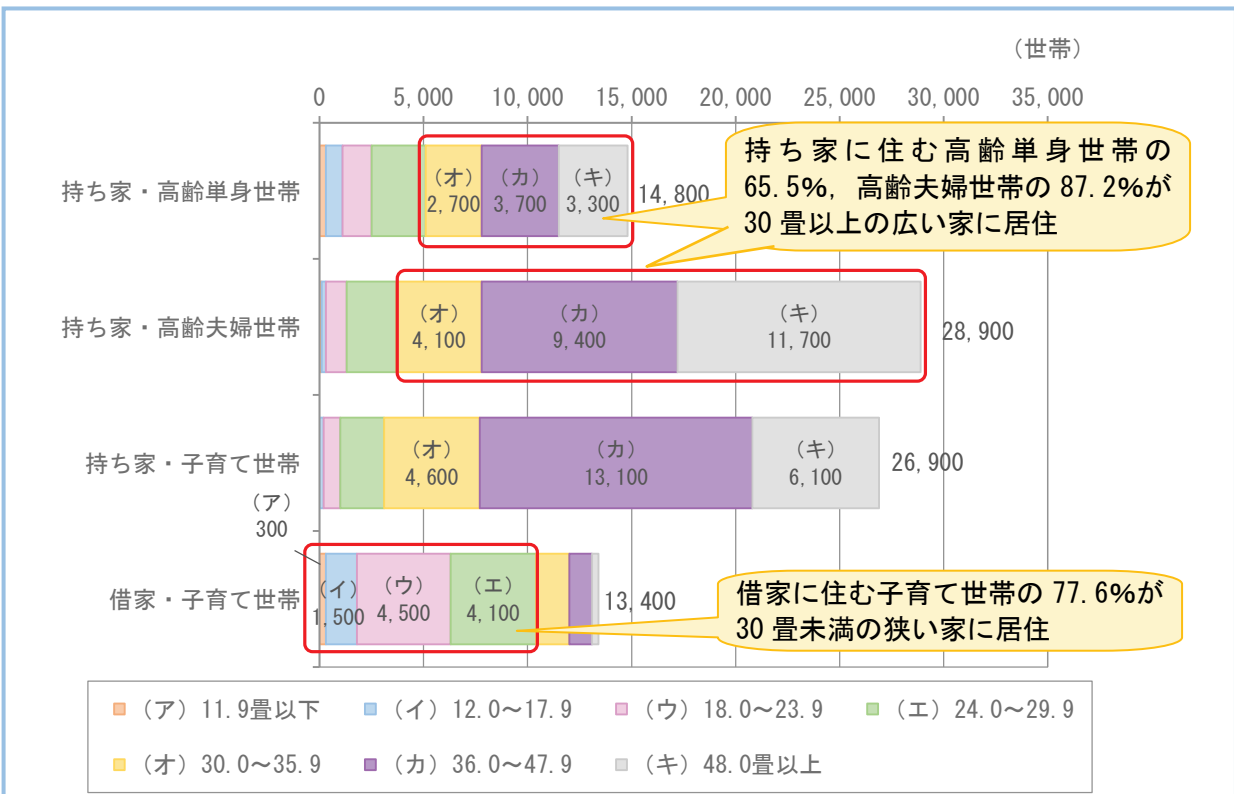 （世帯）
0 5,000 10,000 15,000 20,000 25,000 30,000 35,000
持ち家に住む高齢単身世帯の
65.5%，高齢夫婦世帯の 87.2%が
30 畳以上の広い家に居住
持ち家・高齢単身世帯
（オ） （カ） （キ）
2,700 3,700 3,300
14,800
持ち家・高齢夫婦世帯
（オ） （カ） （キ）
4,100 9,400 11,700
28,900
持ち家・子育て世帯
（オ） （カ） （キ）
4,600 13,100 6,100
26,900
（ア）
300
借家・子育て世帯
（イ） （ウ） （エ）
1,500 4,500 4,100
13,400
借家に住む子育て世帯の 77.6%が
30 畳未満の狭い家に居住
（ア）11.9畳以下 （イ）12.0～17.9 （ウ）18.0～23.9 （エ）24.0～29.9
（オ）30.0～35.9 （カ）36.0～47.9 （キ）48.0畳以上